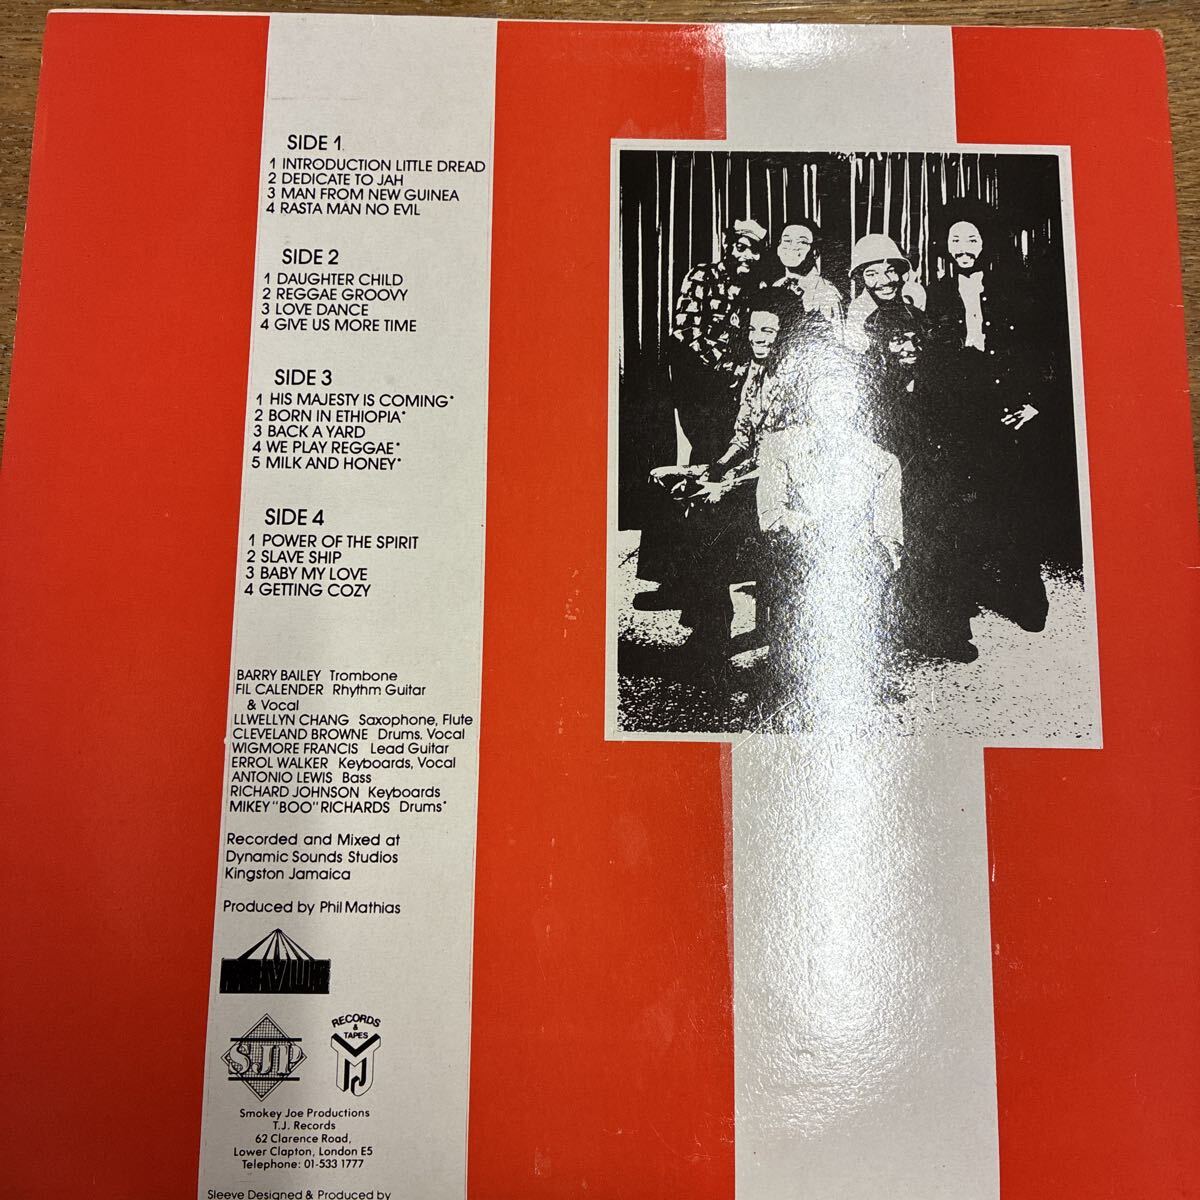 SIDE 1
1 INTRODUCTION LITTLE DREAD
2 DEDICATE TO JAH
3 MAN FROM NEW GUINEA
4 RASTA MAN NO EVIL
SIDE 2
1 DAUGHTER CHILD
2 REGGAE GROOVY
3 LOVE DANCE
4 GIVE US MORE TIME
SIDE 3
1 HIS MAJESTY IS COMING*
2 BORN IN ETHIOPIA*
3 BACK A YARD
4 WE PLAY REGGAE*
5 MILK AND HONEY*
SIDE 4
1 POWER OF THE SPIRIT
2 SLAVE SHIP
3 BABY MY LOVE
4 GETTING COZY
BARRY BAILEY Trombone
FIL CALENDER Rhythm Guitar
& Vocal
LLWELLYN CHANG Saxophone, Flute
CLEVELAND BROWNE Drums, Vocal
WIGMORE FRANCIS Lead Guitar
ERROL WALKER Keyboards, Vocal
ANTONIO LEWIS Bass
RICHARD JOHNSON Keyboards
MIKEY "BOO" RICHARDS Drums*
Recorded and Mixed at
Dynamic Sounds Studios
Kingston Jamaica
Produced by Phil Mathias
SJP
RECORDS
& TAPES
TJ
Smokey Joe Productions
T.J. Records
62 Clarence Road,
Lower Clapton, London E5
Telephone: 01-533 1777
Sleeve Designed & Produced by